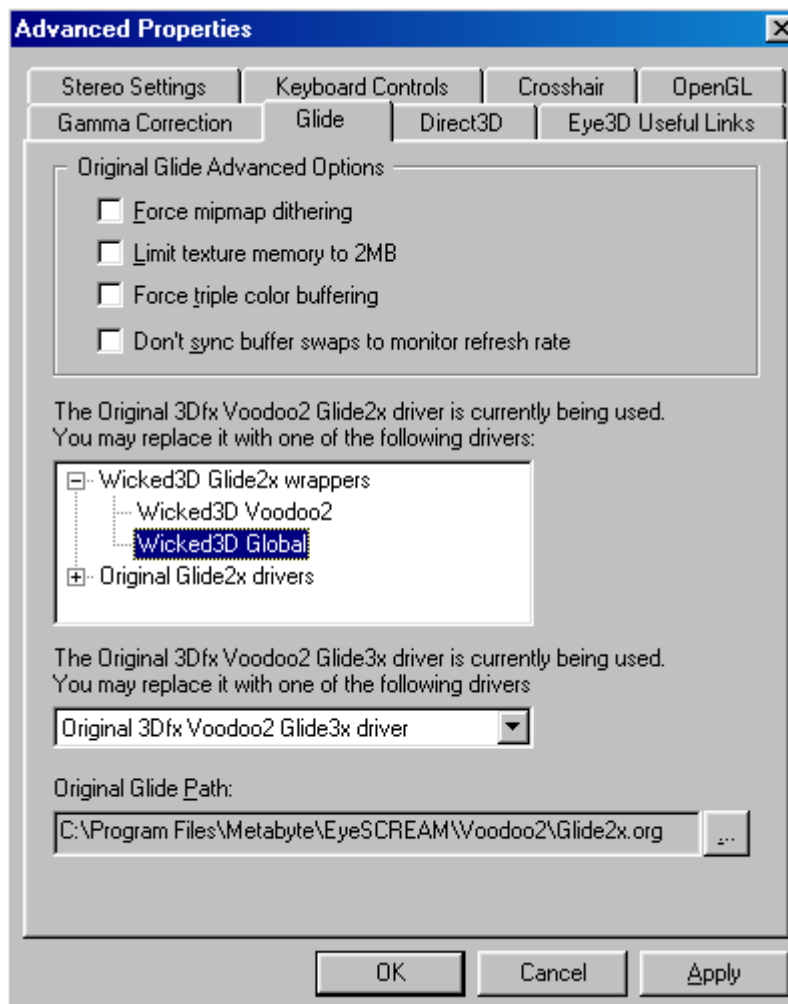 Advanced Properties
Stereo Settings
Keyboard Controls
Crosshair
OpenGL
Gamma Correction
Glide
Direct3D
Eye3D Useful Links
Original Glide Advanced Options
Force mipmap dithering
Limit texture memory to 2MB
Force triple color buffering
Don't sync buffer swaps to monitor refresh rate
The Original 3Dfx Voodoo2 Glide2x driver is currently being used.
You may replace it with one of the following drivers:
Wicked3D Glide2x wrappers
Wicked3D Voodoo2
Wicked3D Global
Original Glide2x drivers
The Original 3Dfx Voodoo2 Glide3x driver is currently being used.
You may replace it with one of the following drivers
Original 3Dfx Voodoo2 Glide3x driver
Original Glide Path:
C:\Program Files\Metabyte\EyeSCREAM\Voodoo2\Glide2x.org
...
OK
Cancel
Apply